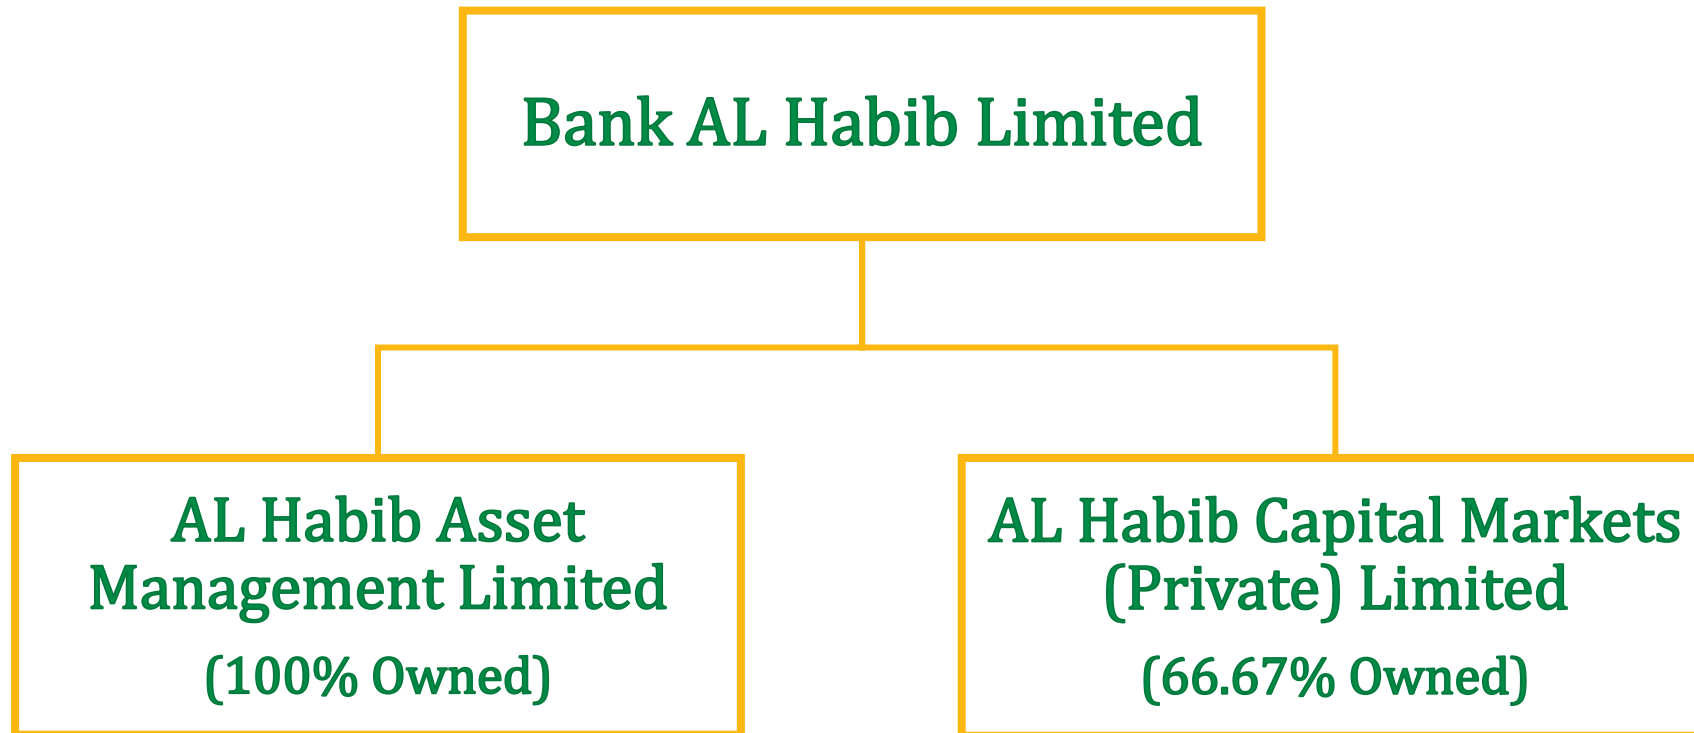 Bank AL Habib Limited
AL Habib Asset
Management Limited
(100% Owned)
AL Habib Capital Markets
(Private) Limited
(66.67% Owned)